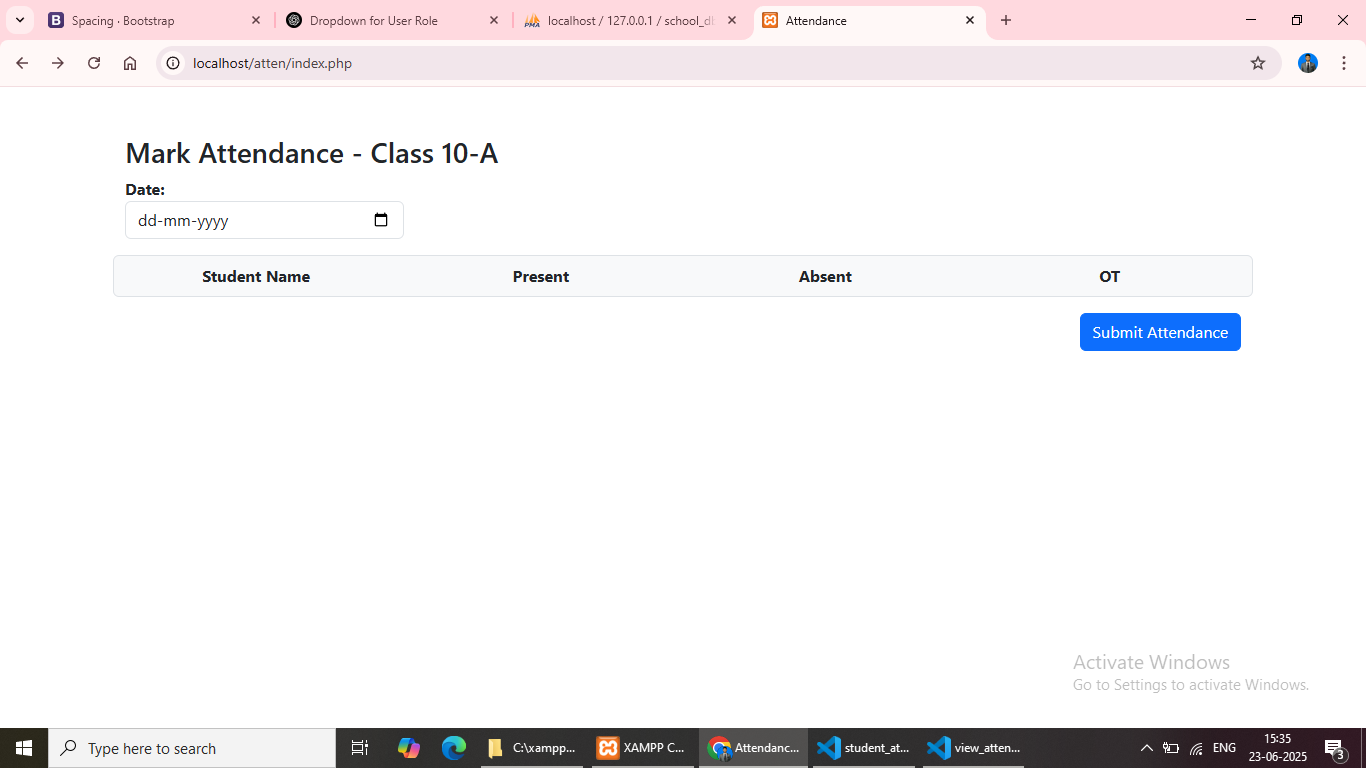 Spacing · Bootstrap
Dropdown for User Role
localhost / 127.0.0.1 / school_db
Attendance
localhost/atten/index.php
Mark Attendance - Class 10-A
Date:
dd-mm-yyyy
Student Name Present Absent OT
Submit Attendance
Activate Windows
Go to Settings to activate Windows.
Type here to search
C:\xampp...
XAMPP C...
Attendanc...
student_at...
view_atten...
ENG
15:35
23-06-2025
3